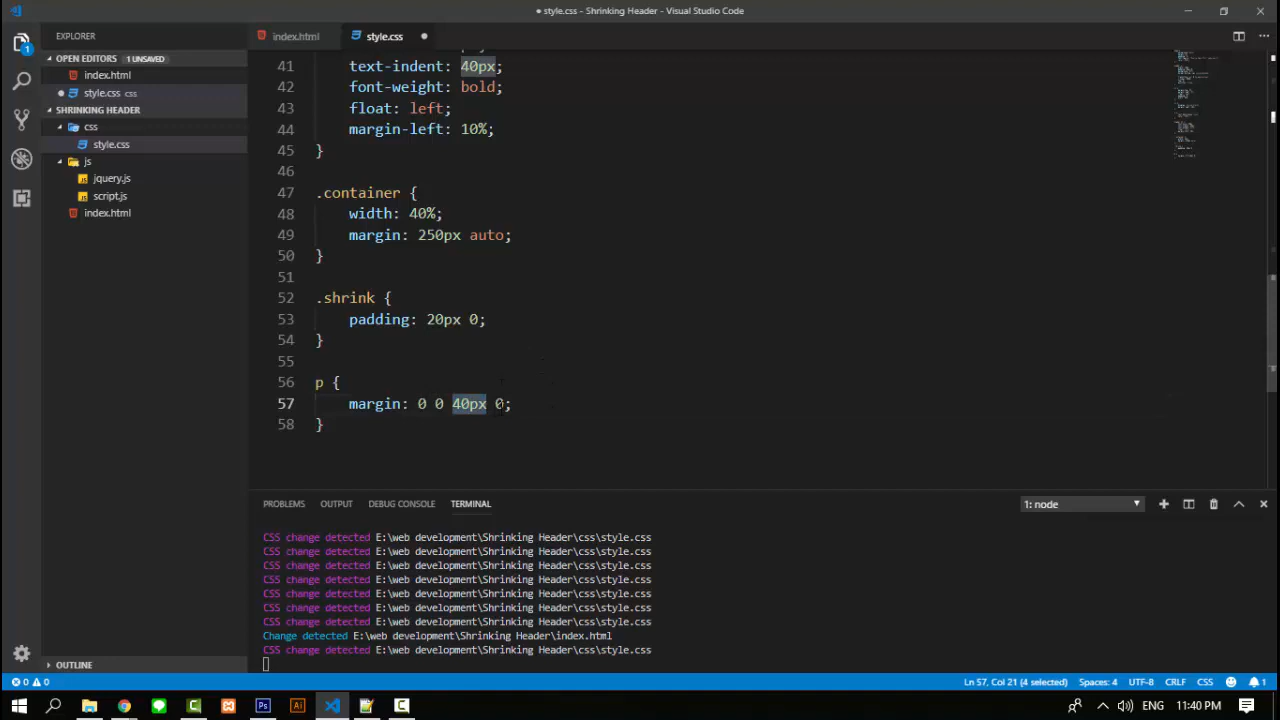 ● style.css - Shrinking Header - Visual Studio Code
EXPLORER
index.html
style.css ●
OPEN EDITORS 1 UNSAVED
index.html
● style.css css
SHRINKING HEADER
css
style.css
js
jquery.js
script.js
index.html
41 text-indent: 40px;
42 font-weight: bold;
43 float: left;
44 margin-left: 10%;
45 }
46
47 .container {
48 width: 40%;
49 margin: 250px auto;
50 }
51
52 .shrink {
53 padding: 20px 0;
54 }
55
56 p {
57 margin: 0 0 40px 0;
58 }
PROBLEMS OUTPUT DEBUG CONSOLE TERMINAL 1: node
CSS change detected E:\web development\Shrinking Header\css\style.css
CSS change detected E:\web development\Shrinking Header\css\style.css
CSS change detected E:\web development\Shrinking Header\css\style.css
CSS change detected E:\web development\Shrinking Header\css\style.css
CSS change detected E:\web development\Shrinking Header\css\style.css
CSS change detected E:\web development\Shrinking Header\css\style.css
CSS change detected E:\web development\Shrinking Header\css\style.css
Change detected E:\web development\Shrinking Header\index.html
CSS change detected E:\web development\Shrinking Header\css\style.css
OUTLINE
0 0 Ln 57, Col 21 (4 selected) Spaces: 4 UTF-8 CRLF CSS 1
ENG 11:40 PM